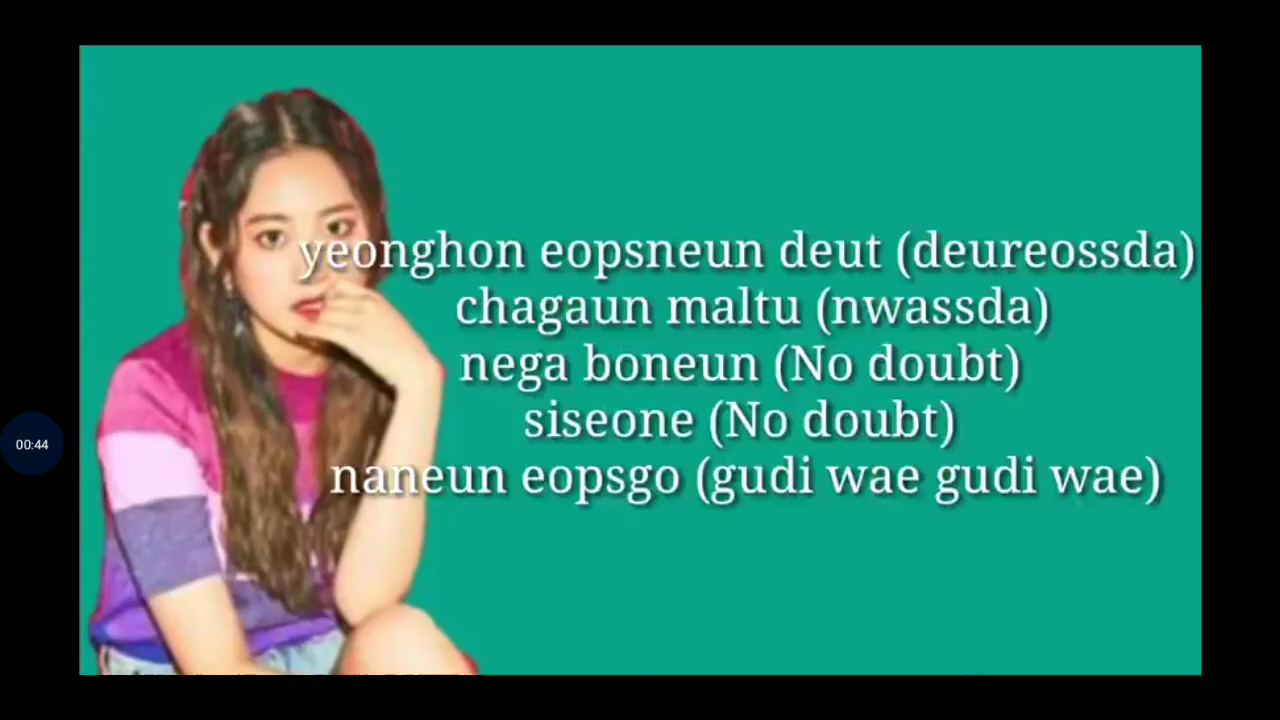 yeonghon eopsneun deut (deureossda)
chagaun maltu (nwassda)
nega boneun (No doubt)
siseone (No doubt)
naneun eopsgo (gudi wae gudi wae)
00:44